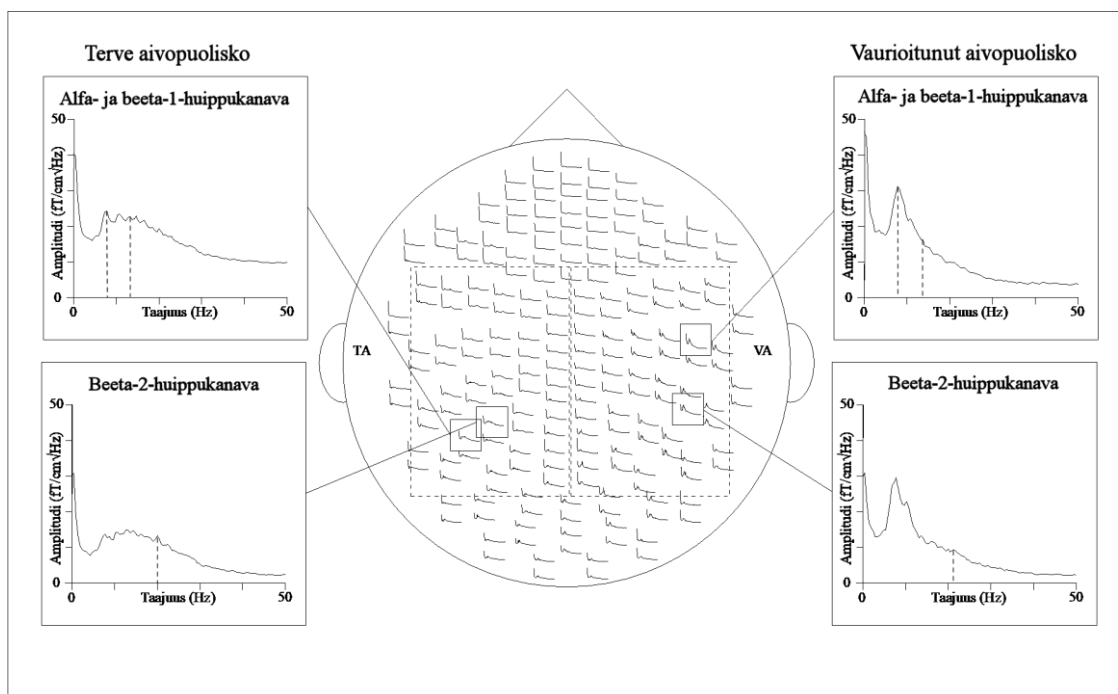 Terve aivopuolisko
Alfa- ja beeta-1-huippukanava
50
Amplitudi (fT/cm√Hz)
0
0
Taajuus (Hz)
50
Beeta-2-huippukanava
50
Amplitudi (fT/cm√Hz)
0
0
Taajuus (Hz)
50
TA
VA
Vaurioitunut aivopuolisko
Alfa- ja beeta-1-huippukanava
50
Amplitudi (fT/cm√Hz)
0
0
Taajuus (Hz)
50
Beeta-2-huippukanava
50
Amplitudi (fT/cm√Hz)
0
0
Taajuus (Hz)
50